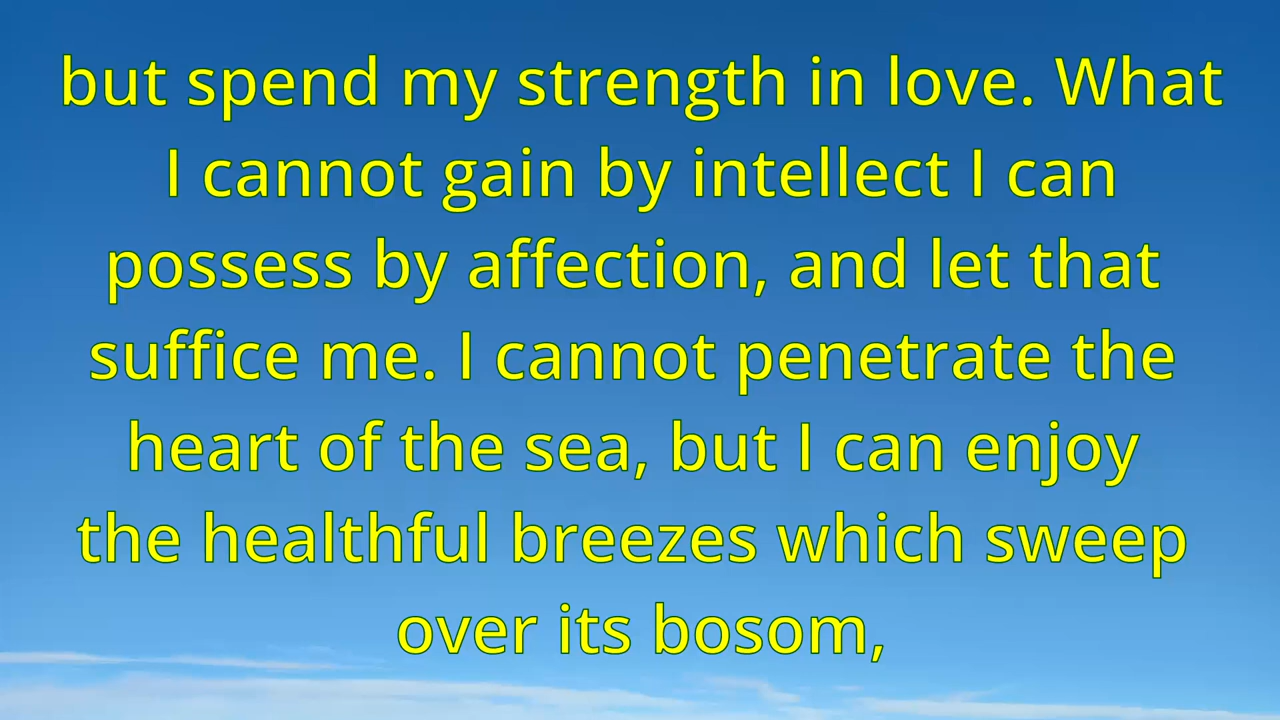 but spend my strength in love. What
I cannot gain by intellect I can
possess by affection, and let that
suffice me. I cannot penetrate the
heart of the sea, but I can enjoy
the healthful breezes which sweep
over its bosom,